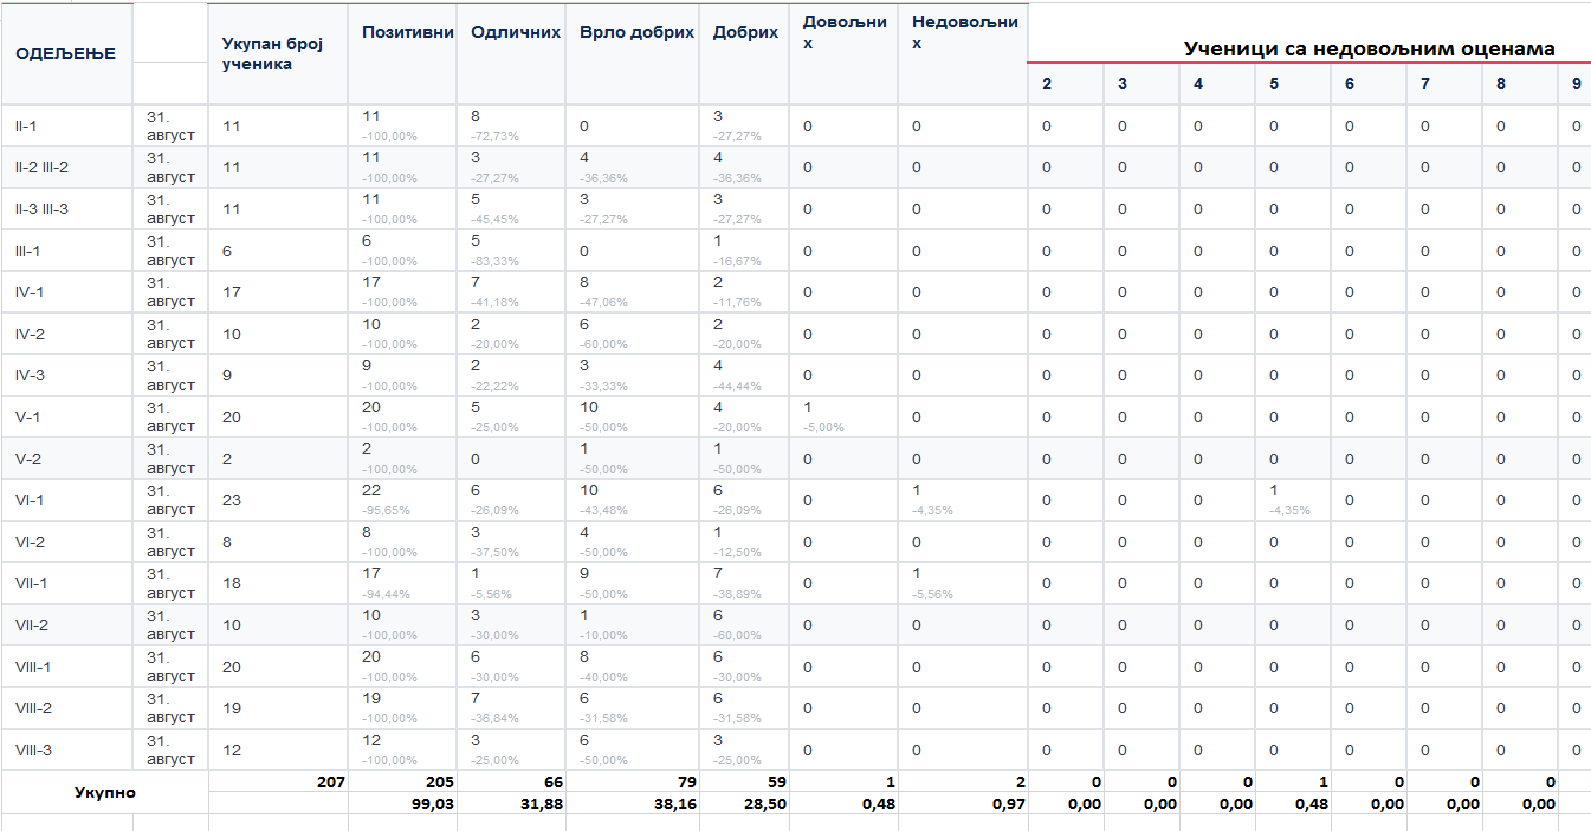 ОДЕЉЕЊЕ Укупан број ученика Позитивни Одличних Врло добрих Добрих Довољних Недовољних Ученици са недовољним оценама
2 3 4 5 6 7 8 9
II-1 31. август 11 11 -100,00% 8 -72,73% 0 3 -27,27% 0 0 0 0 0 0 0 0 0 0
II-2 III-2 31. август 11 11 -100,00% 3 -27,27% 4 -36,36% 4 -36,36% 0 0 0 0 0 0 0 0 0 0
II-3 III-3 31. август 11 11 -100,00% 5 -45,45% 3 -27,27% 3 -27,27% 0 0 0 0 0 0 0 0 0 0
III-1 31. август 6 6 -100,00% 5 -83,33% 0 1 -16,67% 0 0 0 0 0 0 0 0 0 0
IV-1 31. август 17 17 -100,00% 7 -41,18% 8 -47,06% 2 -11,76% 0 0 0 0 0 0 0 0 0 0
IV-2 31. август 10 10 -100,00% 2 -20,00% 6 -60,00% 2 -20,00% 0 0 0 0 0 0 0 0 0 0
IV-3 31. август 9 9 -100,00% 2 -22,22% 3 -33,33% 4 -44,44% 0 0 0 0 0 0 0 0 0 0
V-1 31. август 20 20 -100,00% 5 -25,00% 10 -50,00% 4 -20,00% 1 -5,00% 0 0 0 0 0 0 0 0 0
V-2 31. август 2 2 -100,00% 0 1 -50,00% 1 -50,00% 0 0 0 0 0 0 0 0 0 0
VI-1 31. август 23 22 -95,65% 6 -26,09% 10 -43,48% 6 -26,09% 0 1 -4,35% 0 0 0 1 -4,35% 0 0 0 0
VI-2 31. август 8 8 -100,00% 3 -37,50% 4 -50,00% 1 -12,50% 0 0 0 0 0 0 0 0 0 0
VII-1 31. август 18 17 -94,44% 1 -5,56% 9 -50,00% 7 -38,89% 0 1 -5,56% 0 0 0 0 0 0 0 0
VII-2 31. август 10 10 -100,00% 3 -30,00% 1 -10,00% 6 -60,00% 0 0 0 0 0 0 0 0 0 0
VIII-1 31. август 20 20 -100,00% 6 -30,00% 8 -40,00% 6 -30,00% 0 0 0 0 0 0 0 0 0 0
VIII-2 31. август 19 19 -100,00% 7 -36,84% 6 -31,58% 6 -31,58% 0 0 0 0 0 0 0 0 0 0
VIII-3 31. август 12 12 -100,00% 3 -25,00% 6 -50,00% 3 -25,00% 0 0 0 0 0 0 0 0 0 0
Укупно 207 205 66 79 59 1 2 0 0 0 1 0 0 0
99,03 31,88 38,16 28,50 0,48 0,97 0,00 0,00 0,00 0,48 0,00 0,00 0,00